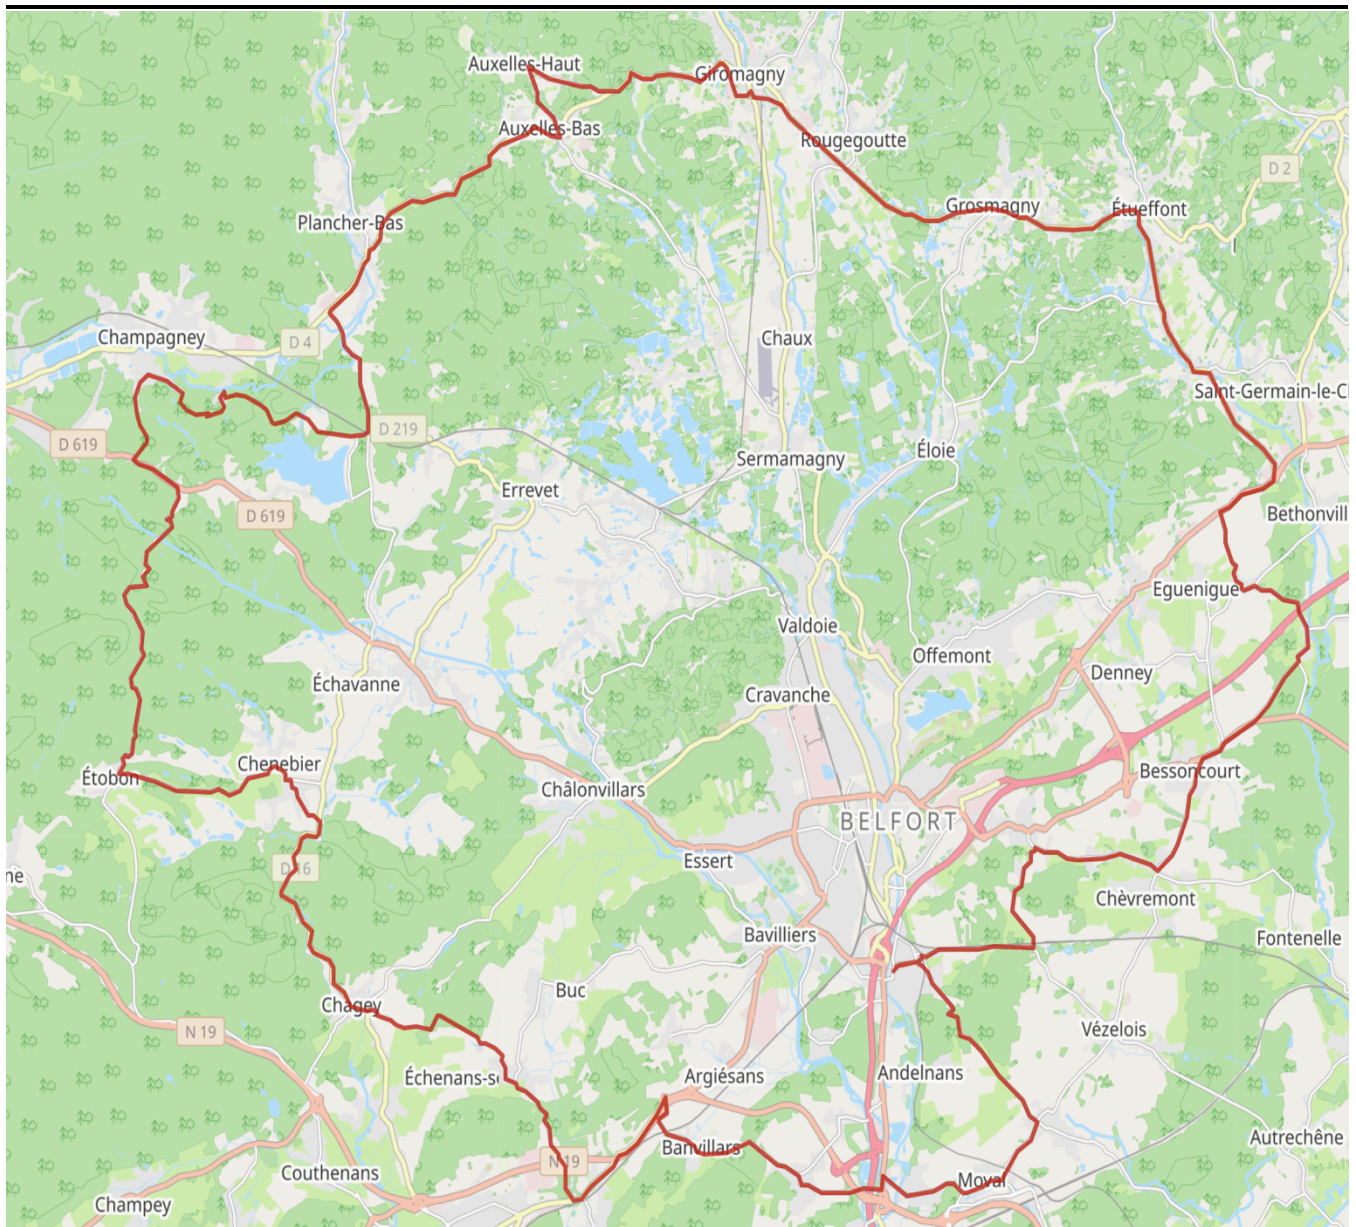 Auxelles-Haut
Giromagny
Auxelles-Bas
Rougegoutte
D 2
Plancher-Bas
Grosmagny
Étueffont
Champagney
D 4
Chaux
Saint-Germain-le-Ch
D 619
D 219
Éloie
Sermamagny
Errevet
D 619
Bethonvill
Eguenigue
Valdoie
Offemont
Denney
Échavanne
Cravanche
Étobon
Chenebier
Bessoncourt
Châlonvillars
BELFORT
Essert
D 16
ne
Chèvremont
Bavilliers
Fontenelle
Buc
Chagey
N 19
Vézelois
Échenans-s
Argiésans
Andelnans
Autrechêne
Banvillars
N 19
Couthenans
Moval
Champey